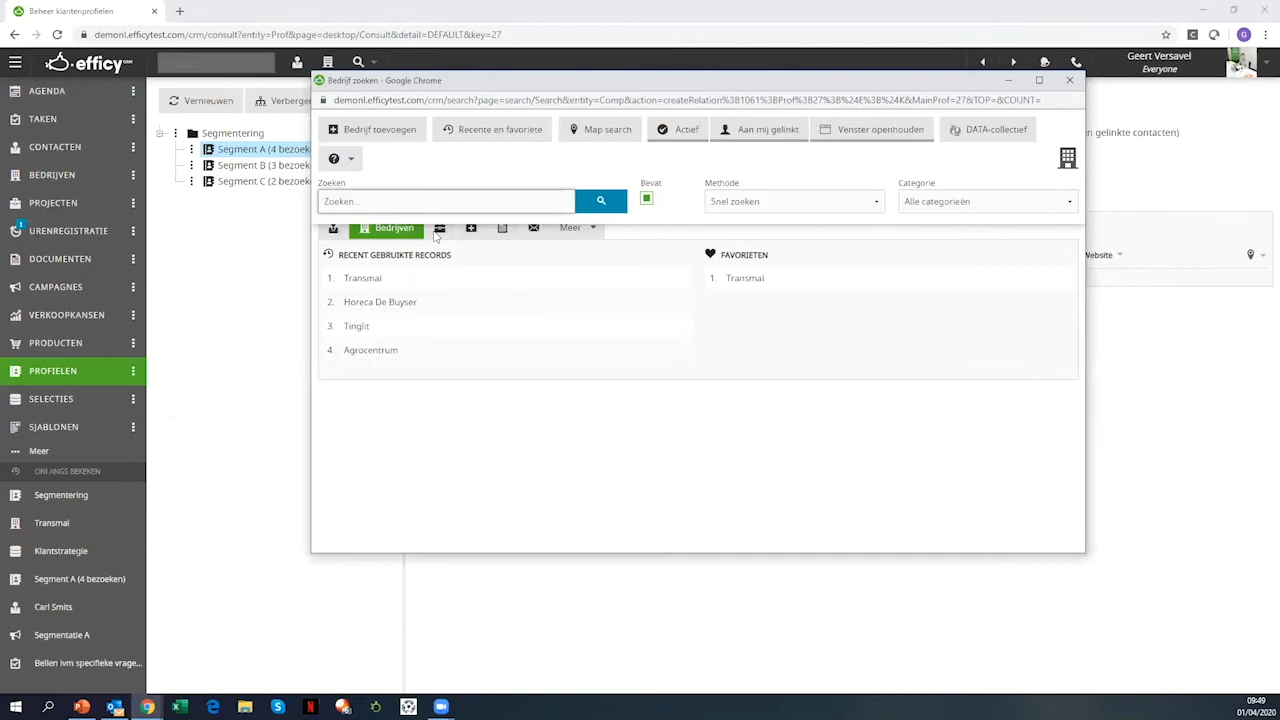 Beheer klantenprofielen
demonl.efficytest.com/crm/consult?entity=Prof&page=desktop/Consult&detail=DEFAULT&key=27
G
efficy CRM
Geert Versavel
Everyone
AGENDA
TAKEN
CONTACTEN
BEDRIJVEN
PROJECTEN
1
URENREGISTRATIE
DOCUMENTEN
CAMPAGNES
VERKOOPKANSEN
PRODUCTEN
PROFIELEN
SELECTIES
SJABLONEN
Meer
ONLANGS BEKEKEN
Segmentering
Transmal
Klantstrategie
Segment A (4 bezoeken)
Carl Smits
Segmentatie A
Bellen ivm specifieke vrage...
Vernieuwen
Verberge
Segmentering
Segment A (4 bezoek
Segment B (3 bezoek
Segment C (2 bezoek
Bedrijf zoeken - Google Chrome
demonl.efficytest.com/crm/search?page=search/Search&entity=Comp&action=createRelation%3B1061%3BProf%3B27%3B%24E%3B%24K&MainProf=27&TOP=&COUNT=
Bedrijf toevoegen
Recente en favoriete
Map search
Actief
Aan mij gelinkt
Venster openhouden
DATA-collectief
Zoeken
Bevat
Methode
Categorie
Zoeken...
Snel zoeken
Alle categorieën
Bedrijven
Meer
RECENT GEBRUIKTE RECORDS
1. Transmal
2. Horeca De Buyser
3. Tinglit
4. Agrocentrum
FAVORIETEN
1. Transmal
en gelinkte contacten)
Website
09:49
01/04/2020